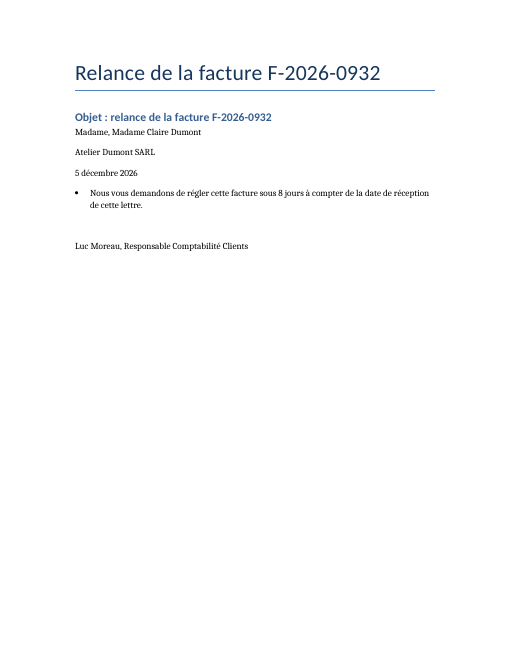 Relance de la facture F-2026-0932
Objet : relance de la facture F-2026-0932
Madame, Madame Claire Dumont
Atelier Dumont SARL
5 décembre 2026
• Nous vous demandons de régler cette facture sous 8 jours à compter de la date de réception
de cette lettre.
Luc Moreau, Responsable Comptabilité Clients